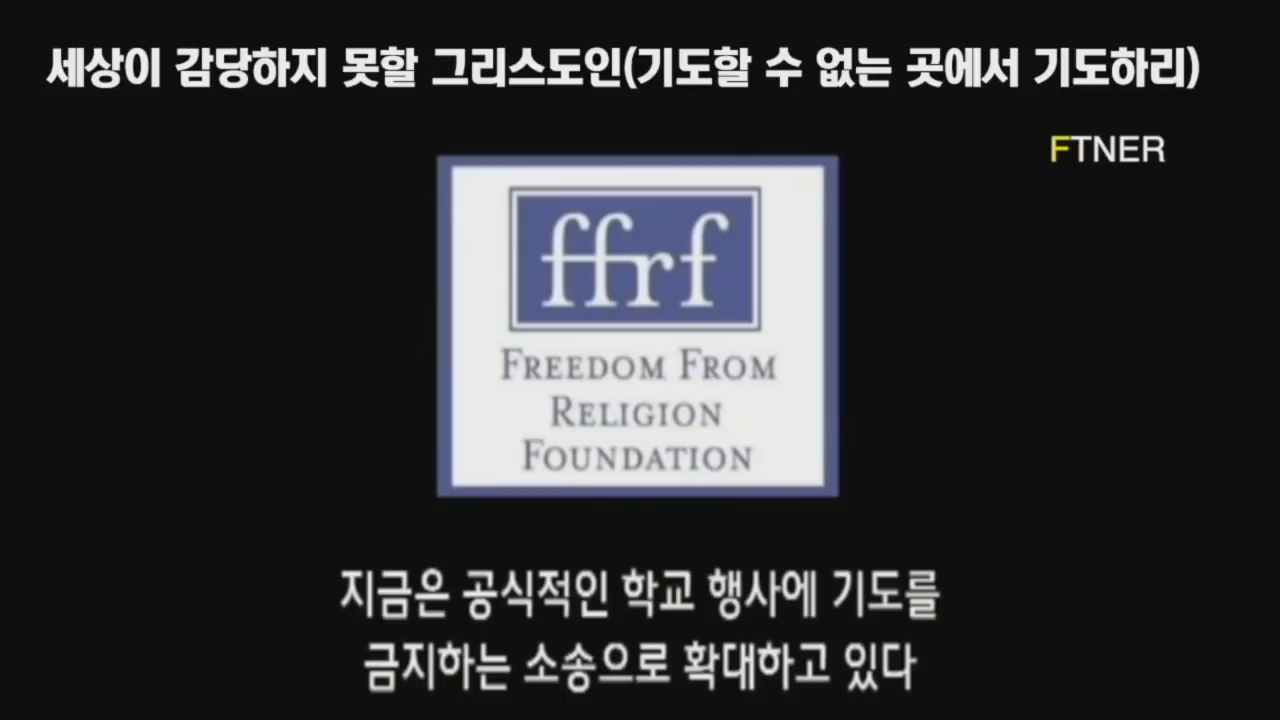 세상이 감당하지 못할 그리스도인(기도할 수 없는 곳에서 기도하리)
FTNER
ffrf
FREEDOM FROM
RELIGION
FOUNDATION
지금은 공식적인 학교 행사에 기도를
금지하는 소송으로 확대하고 있다